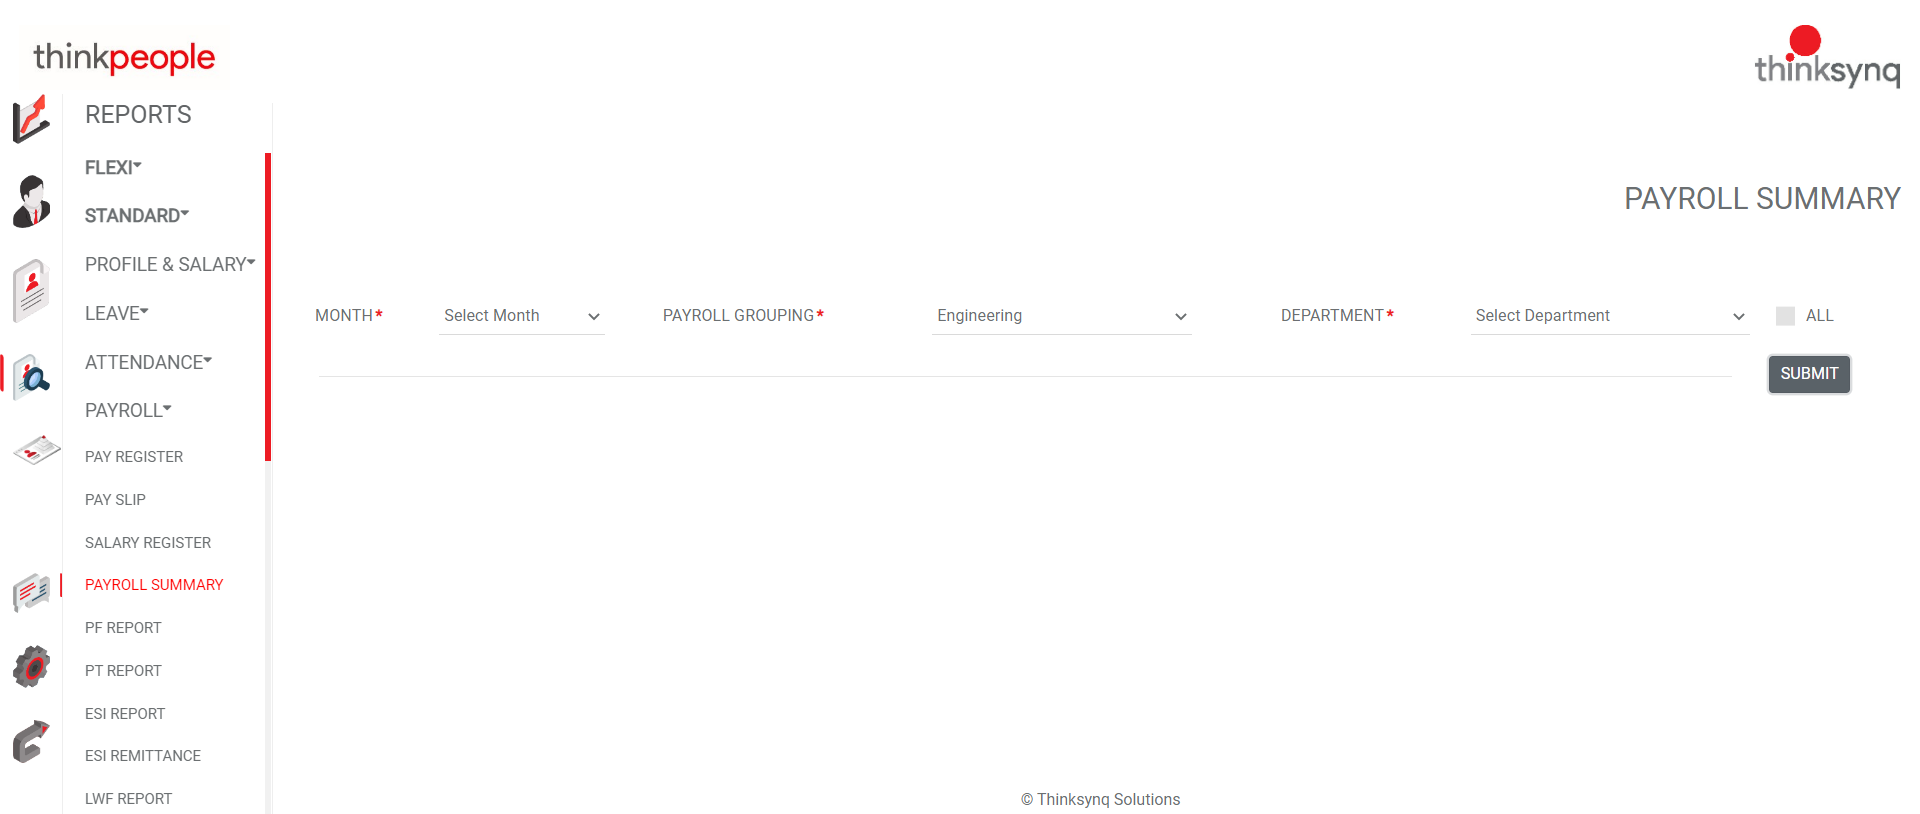 thinkpeople
thinksynq
REPORTS
FLEXI
STANDARD
PROFILE & SALARY
LEAVE
ATTENDANCE
PAYROLL
PAY REGISTER
PAY SLIP
SALARY REGISTER
PAYROLL SUMMARY
PF REPORT
PT REPORT
ESI REPORT
ESI REMITTANCE
LWF REPORT
PAYROLL SUMMARY
MONTH* Select Month PAYROLL GROUPING* Engineering DEPARTMENT* Select Department ALL
SUBMIT
© Thinksynq Solutions